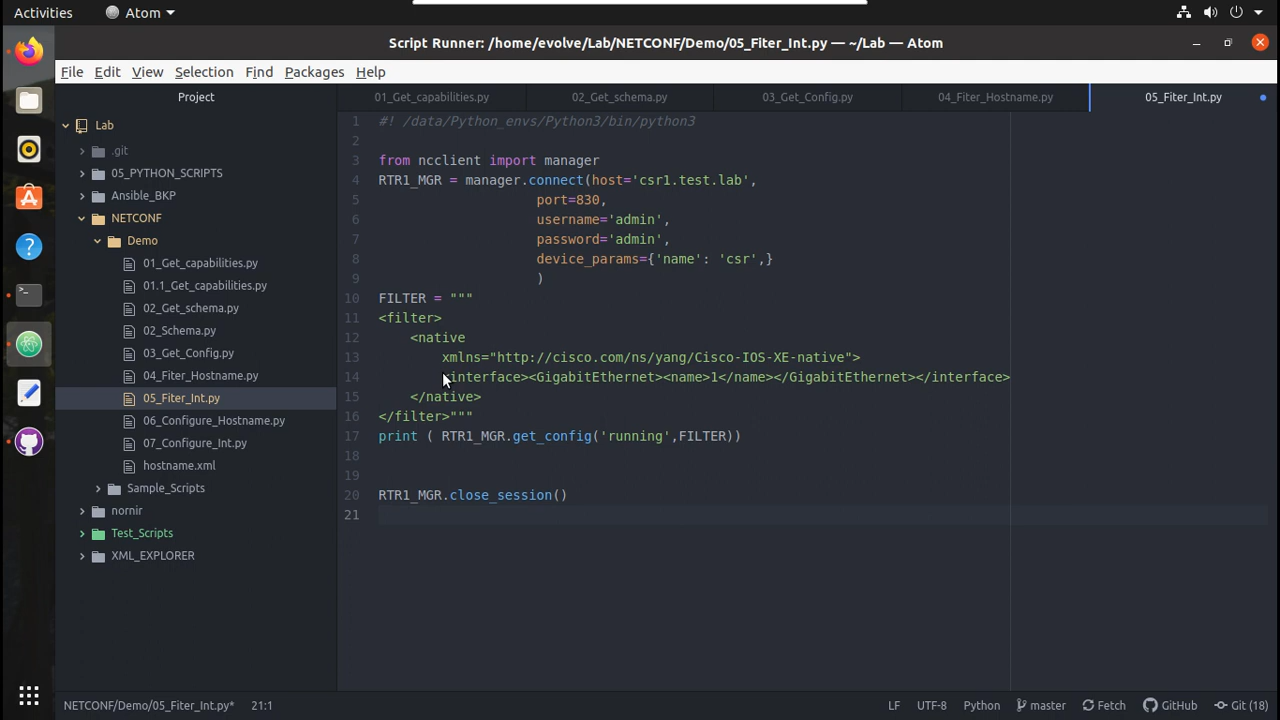 Activities
Atom
Script Runner: /home/evolve/Lab/NETCONF/Demo/05_Fiter_Int.py — ~/Lab — Atom
File Edit View Selection Find Packages Help
Project
01_Get_capabilities.py
02_Get_schema.py
03_Get_Config.py
04_Fiter_Hostname.py
05_Fiter_Int.py
Lab
.git
05_PYTHON_SCRIPTS
Ansible_BKP
NETCONF
Demo
01_Get_capabilities.py
01.1_Get_capabilities.py
02_Get_schema.py
02_Schema.py
03_Get_Config.py
04_Fiter_Hostname.py
05_Fiter_Int.py
06_Configure_Hostname.py
07_Configure_Int.py
hostname.xml
Sample_Scripts
nornir
Test_Scripts
XML_EXPLORER
1 #! /data/Python_envs/Python3/bin/python3
2
3 from ncclient import manager
4 RTR1_MGR = manager.connect(host='csr1.test.lab',
5 port=830,
6 username='admin',
7 password='admin',
8 device_params={'name': 'csr',}
9 )
10 FILTER = """
11 <filter>
12 <native
13 xmlns="http://cisco.com/ns/yang/Cisco-IOS-XE-native">
14 <interface><GigabitEthernet><name>1</name></GigabitEthernet></interface>
15 </native>
16 </filter>"""
17 print ( RTR1_MGR.get_config('running',FILTER))
18
19
20 RTR1_MGR.close_session()
21
NETCONF/Demo/05_Fiter_Int.py* 21:1
LF UTF-8 Python master Fetch GitHub Git (18)